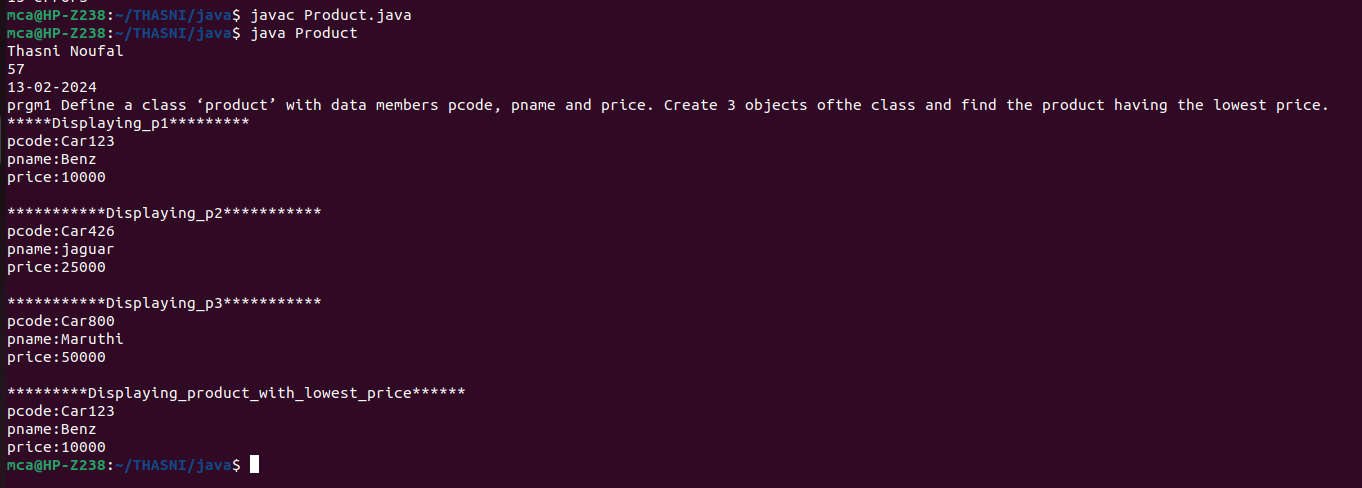 mca@HP-Z238:~/THASNI/java$ javac Product.java
mca@HP-Z238:~/THASNI/java$ java Product
Thasni Noufal
57
13-02-2024
prgm1 Define a class ‘product’ with data members pcode, pname and price. Create 3 objects ofthe class and find the product having the lowest price.
*****Displaying_p1*********
pcode:Car123
pname:Benz
price:10000

***********Displaying_p2***********
pcode:Car426
pname:jaguar
price:25000

***********Displaying_p3***********
pcode:Car800
pname:Maruthi
price:50000

*********Displaying_product_with_lowest_price******
pcode:Car123
pname:Benz
price:10000
mca@HP-Z238:~/THASNI/java$